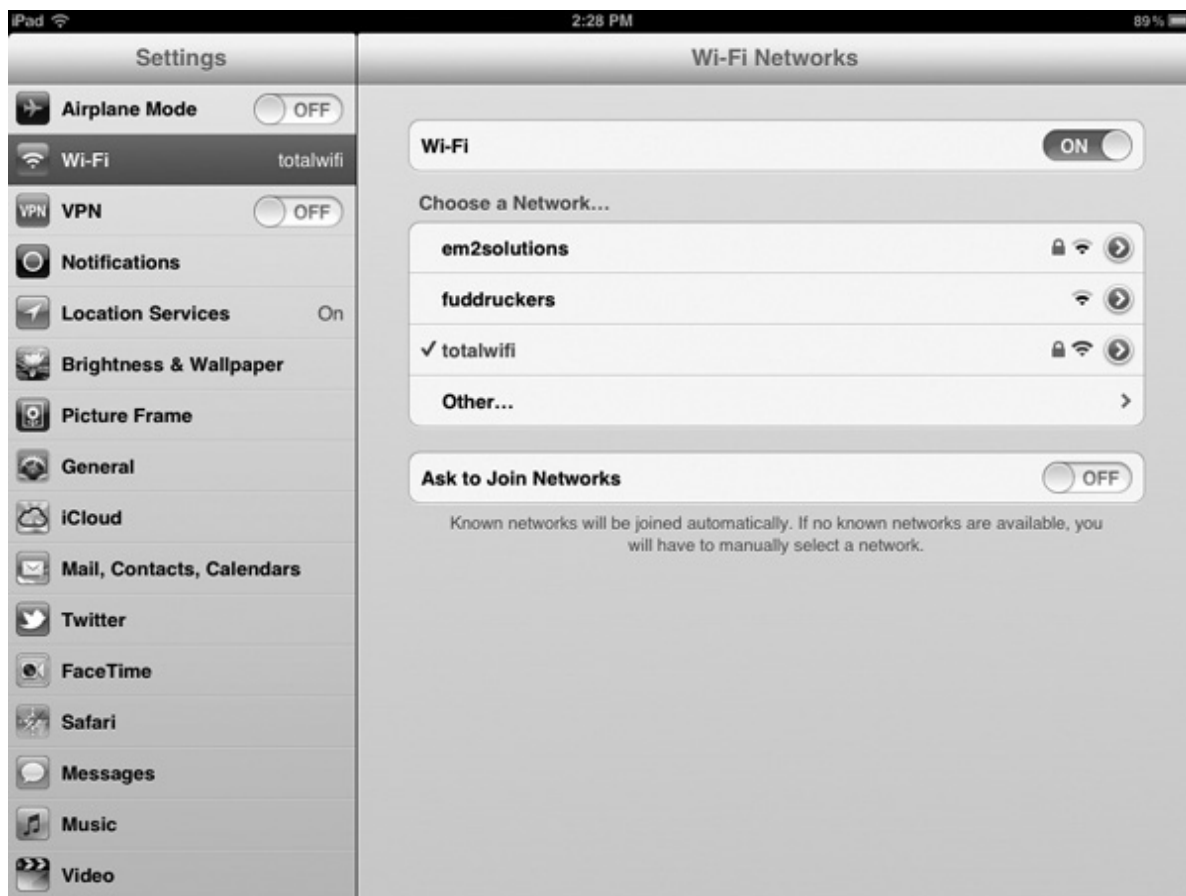 iPad 2:28 PM 89%
Settings
Airplane Mode OFF
Wi-Fi totalwifi
VPN VPN OFF
Notifications
Location Services On
Brightness & Wallpaper
Picture Frame
General
iCloud
Mail, Contacts, Calendars
Twitter
FaceTime
Safari
Messages
Music
Video
Wi-Fi Networks
Wi-Fi ON
Choose a Network...
em2solutions
fuddruckers
✓ totalwifi
Other...
Ask to Join Networks OFF
Known networks will be joined automatically. If no known networks are available, you
will have to manually select a network.